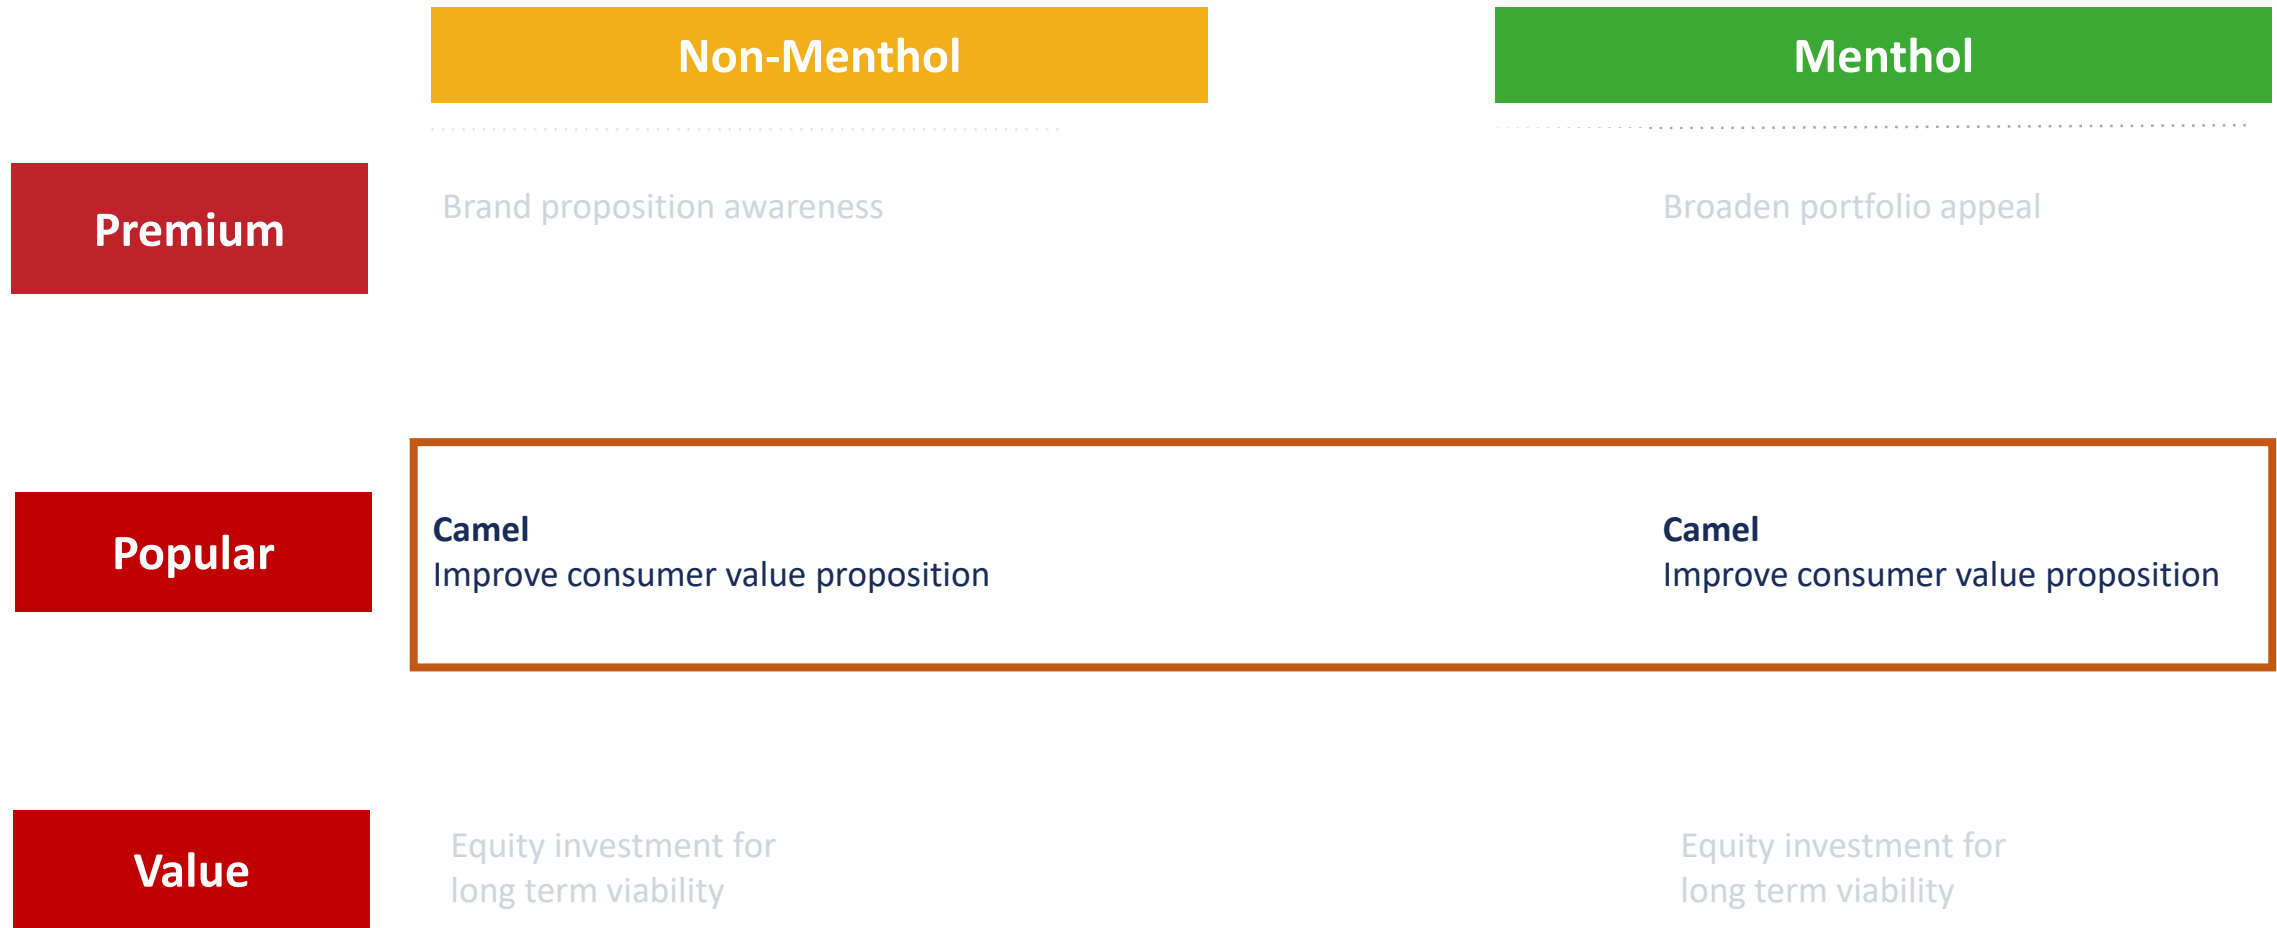 Non-Menthol
Menthol
Premium
Brand proposition awareness
Broaden portfolio appeal
Popular
Camel
Improve consumer value proposition
Camel
Improve consumer value proposition
Value
Equity investment for
long term viability
Equity investment for
long term viability